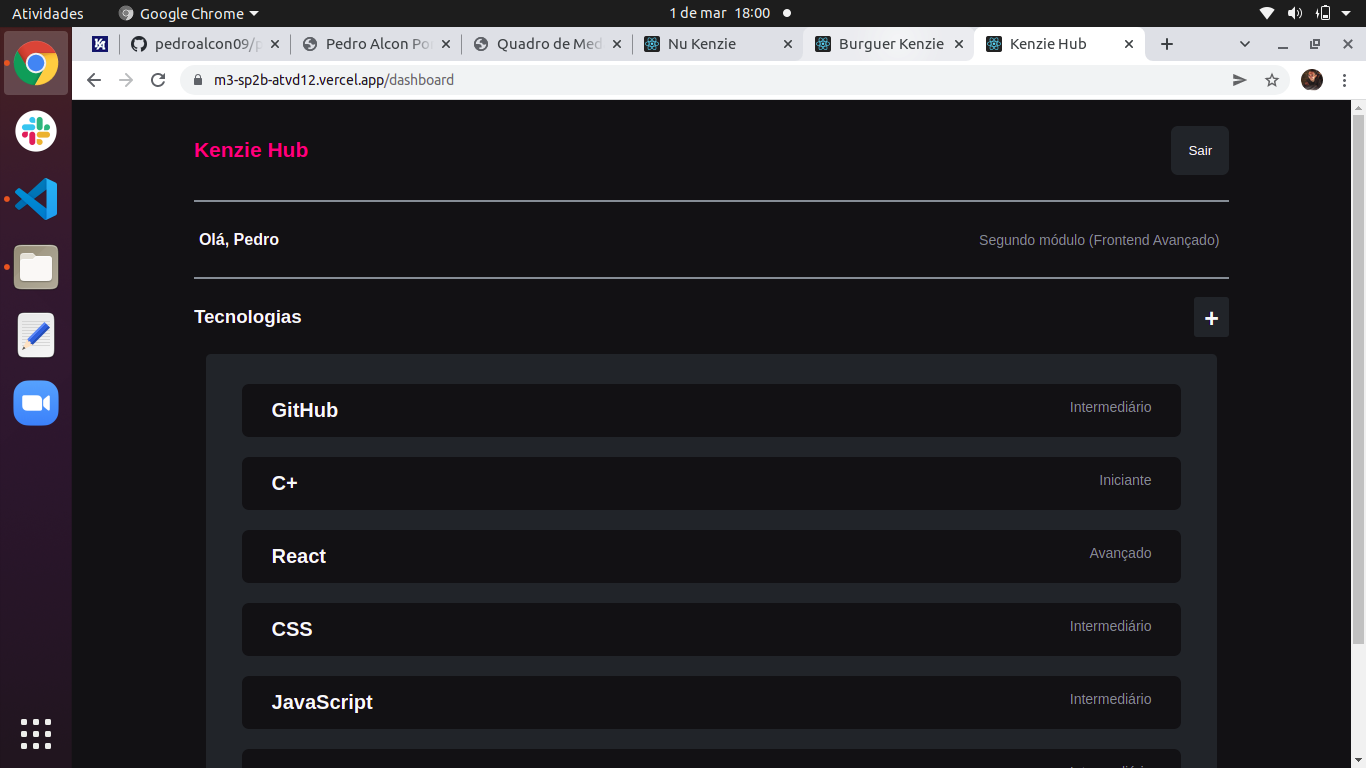 Atividades Google Chrome 1 de mar 18:00
pedroalcon09/p Pedro Alcon Po Quadro de Med Nu Kenzie Burguer Kenzie Kenzie Hub
m3-sp2b-atvd12.vercel.app/dashboard
Kenzie Hub Sair
Olá, Pedro Segundo módulo (Frontend Avançado)
Tecnologias +
GitHub Intermediário
C+ Iniciante
React Avançado
CSS Intermediário
JavaScript Intermediário